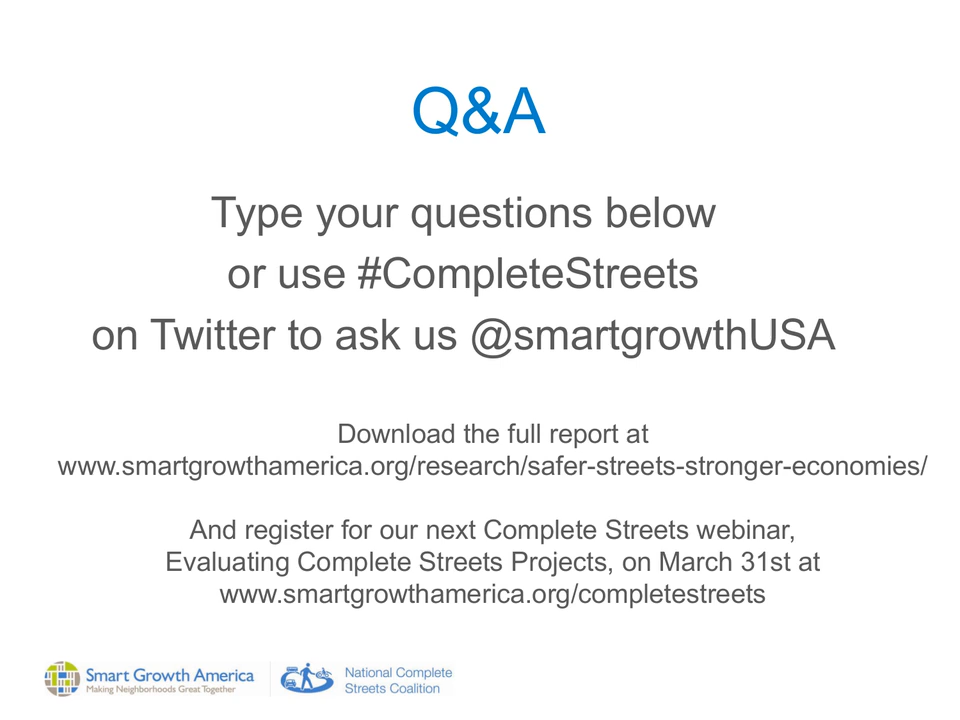 Q&A
Type your questions below
or use #CompleteStreets
on Twitter to ask us @smartgrowthUSA
Download the full report at
www.smartgrowthamerica.org/research/safer-streets-stronger-economies/
And register for our next Complete Streets webinar,
Evaluating Complete Streets Projects, on March 31st at
www.smartgrowthamerica.org/completestreets
Smart Growth America
Making Neighborhoods Great Together
National Complete
Streets Coalition